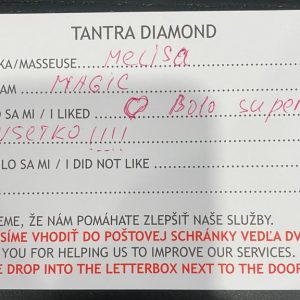 TANTRA DIAMOND
KA/MASSEUSE Melisa
AM MAGIC
O SA MI / I LIKED ♡ Bolo super
VŠETKO !!!!
LO SA MI / I DID NOT LIKE
EME, ŽE NÁM POMÁHATE ZLEPŠIŤ NAŠE SLUŽBY.
SÍME VHODIŤ DO POŠTOVEJ SCHRÁNKY VEDĽA DV
YOU FOR HELPING US TO IMPROVE OUR SERVICES.
E DROP INTO THE LETTERBOX NEXT TO THE DOOR